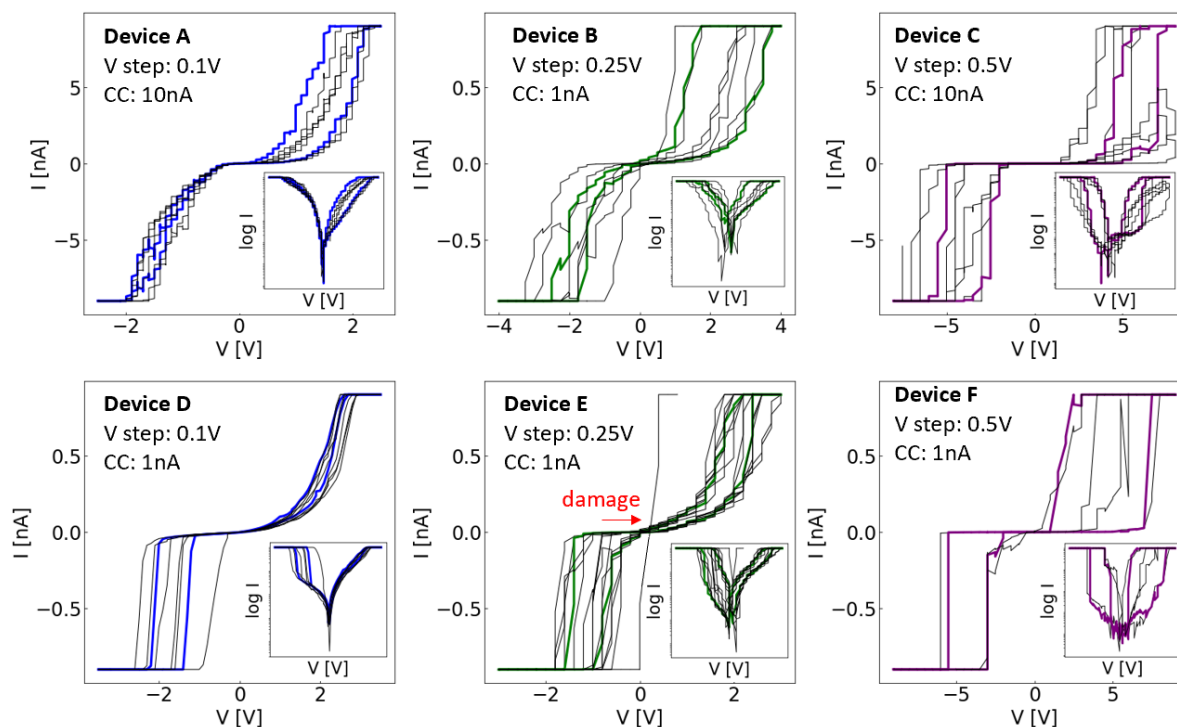 Device A
V step: 0.1V
CC: 10nA
I [nA]
5
0.0
−5
log I
V [V]
−2
0
2
V [V]
Device B
V step: 0.25V
CC: 1nA
I [nA]
0.5
0.0
−0.5
log I
V [V]
−4
−2
0
2
4
V [V]
Device C
V step: 0.5V
CC: 10nA
I [nA]
5
0.0
−5
log I
V [V]
−5
0
5
V [V]
Device D
V step: 0.1V
CC: 1nA
I [nA]
0.5
0.0
−0.5
log I
V [V]
−2
0
2
V [V]
Device E
V step: 0.25V
CC: 1nA
damage
I [nA]
0.5
0.0
−0.5
log I
V [V]
−2
0
2
V [V]
Device F
V step: 0.5V
CC: 1nA
I [nA]
0.5
0.0
−0.5
log I
V [V]
−5
0
5
V [V]